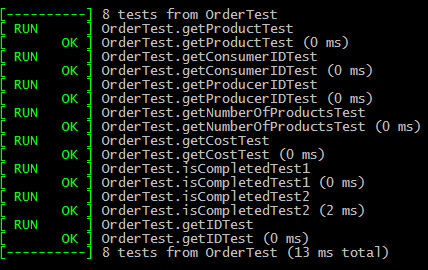 [----------] 8 tests from OrderTest
[ RUN      ] OrderTest.getProductTest
[       OK ] OrderTest.getProductTest (0 ms)
[ RUN      ] OrderTest.getConsumerIDTest
[       OK ] OrderTest.getConsumerIDTest (0 ms)
[ RUN      ] OrderTest.getProducerIDTest
[       OK ] OrderTest.getProducerIDTest (0 ms)
[ RUN      ] OrderTest.getNumberOfProductsTest
[       OK ] OrderTest.getNumberOfProductsTest (0 ms)
[ RUN      ] OrderTest.getCostTest
[       OK ] OrderTest.getCostTest (0 ms)
[ RUN      ] OrderTest.isCompletedTest1
[       OK ] OrderTest.isCompletedTest1 (0 ms)
[ RUN      ] OrderTest.isCompletedTest2
[       OK ] OrderTest.isCompletedTest2 (2 ms)
[ RUN      ] OrderTest.getIDTest
[       OK ] OrderTest.getIDTest (0 ms)
[----------] 8 tests from OrderTest (13 ms total)